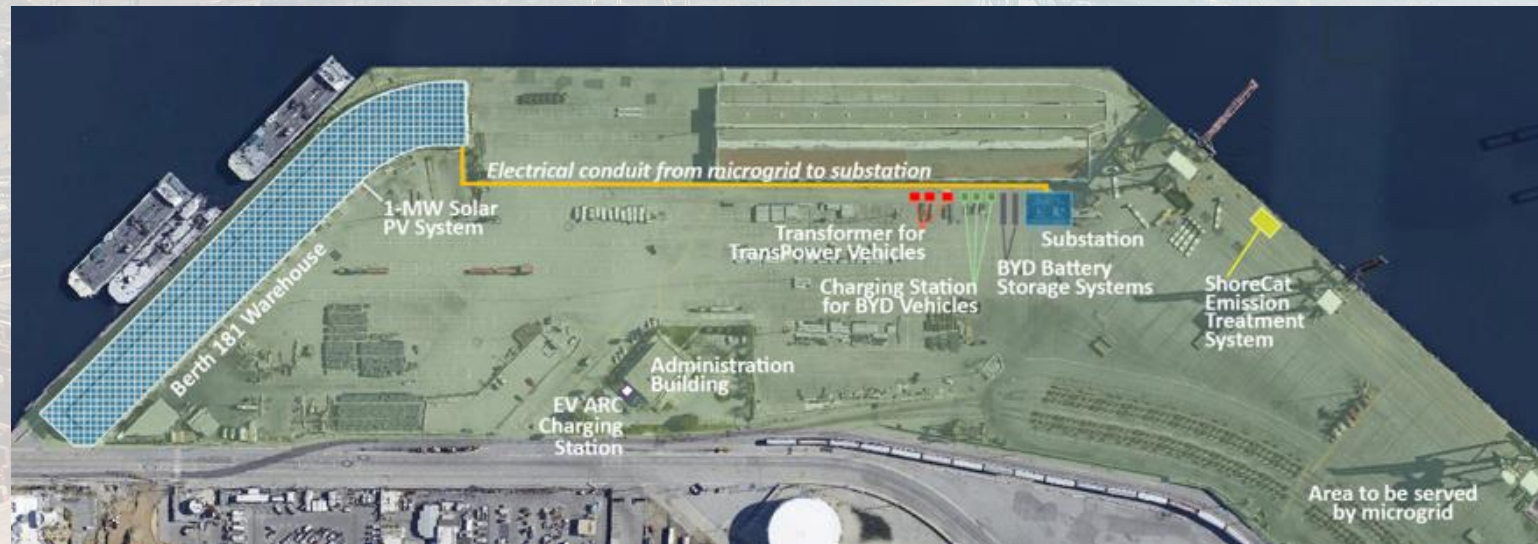 Electrical conduit from microgrid to substation
1-MW Solar
PV System
Berth 181 Warehouse
Transformer for
TransPower Vehicles
Charging Station
for BYD Vehicles
BYD Battery
Storage Systems
Substation
ShoreCat
Emission
Treatment
System
Administration
Building
EV ARC
Charging
Station
Area to be served
by microgrid